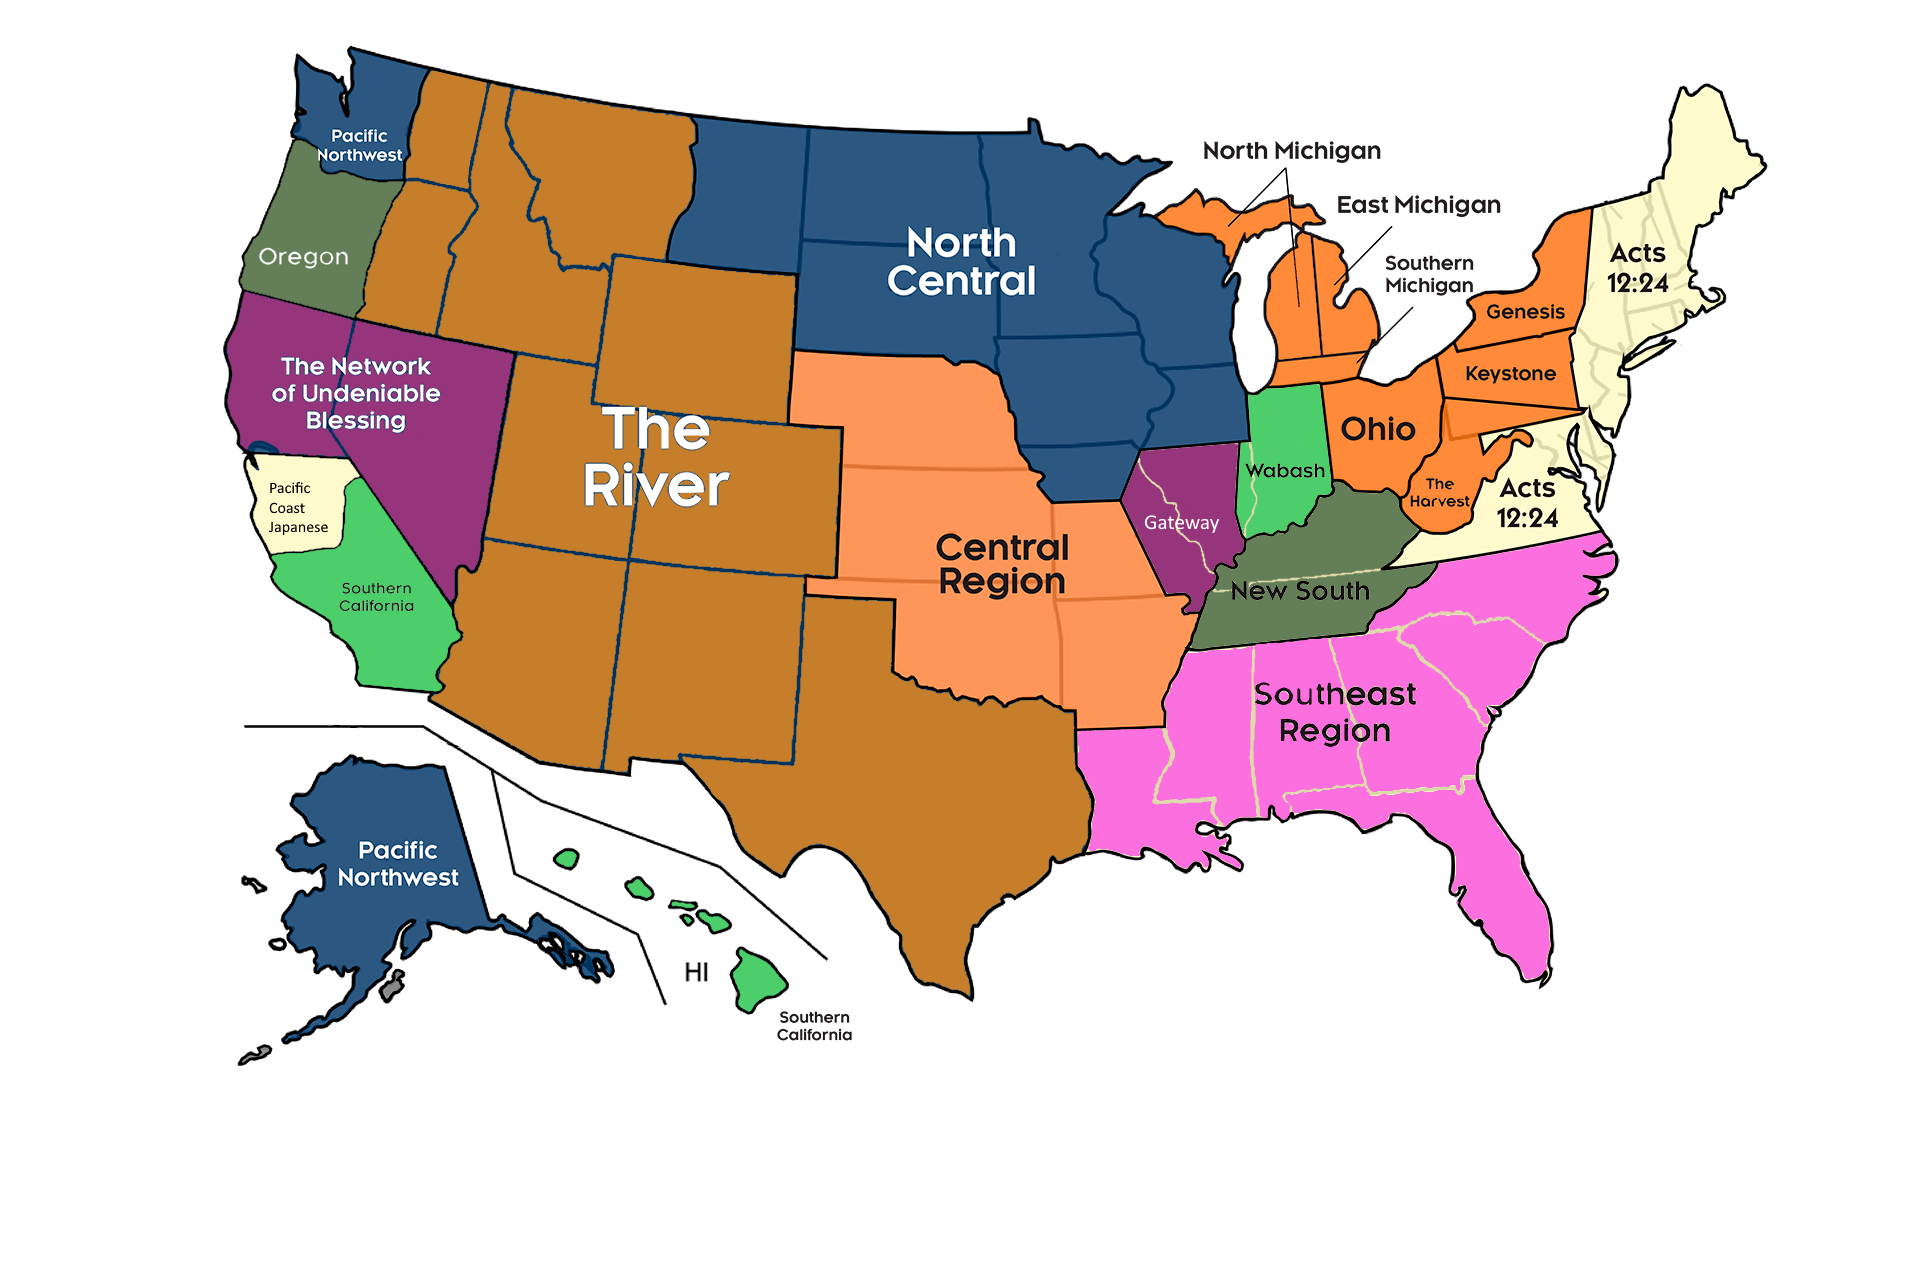 Pacific
Northwest
Oregon
The Network
of Undeniable
Blessing
Pacific
Coast
Japanese
Southern
California
The
River
North
Central
Central
Region
Gateway
Wabash
North Michigan
East Michigan
Southern
Michigan
Genesis
Keystone
Ohio
The
Harvest
Acts
12:24
Acts
12:24
New South
Southeast
Region
Pacific
Northwest
HI
Southern
California